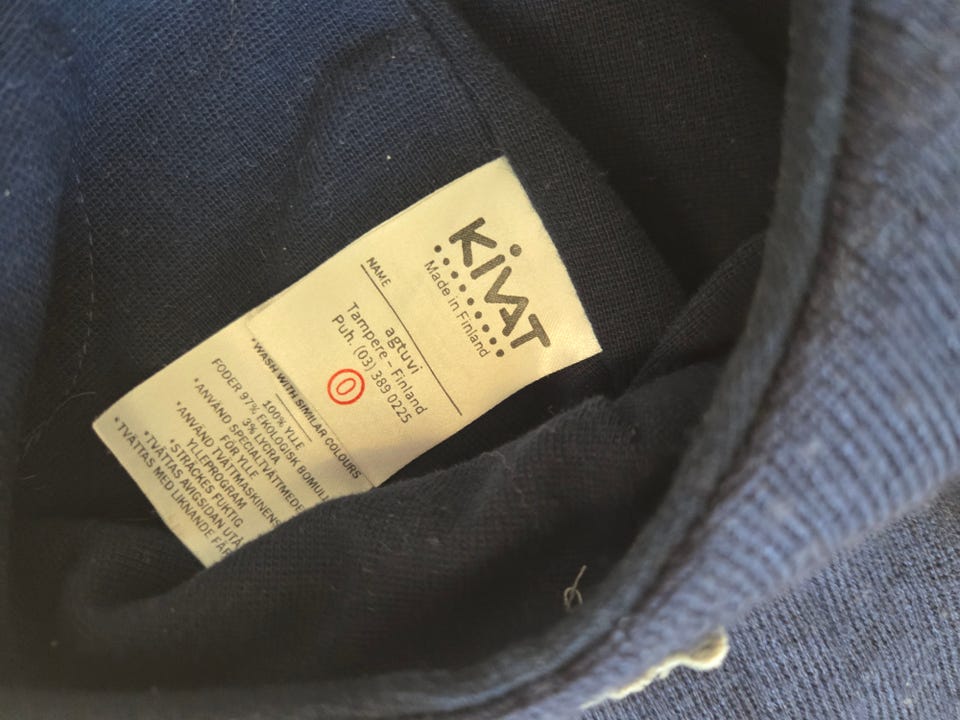 KiVAT
Made in Finland
NAME
agtuvi
Tampere – Finland
Puh. (03) 389 0225
0
*WASH WITH SIMILAR COLOURS
100% YLLE
FODER 97% EKOLOGISK BOMULL
3% LYCRA
*ANVÄND SPECIALTVÄTTMEDE
FÖR YLLE
*ANVÄND TVÄTTMASKINENS
YLLEPROGRAM
*STRÄCKES FUKTIG
*TVÄTTAS AVIGSIDAN UTÅ
*TVÄTTAS MED LIKNANDE FÄR